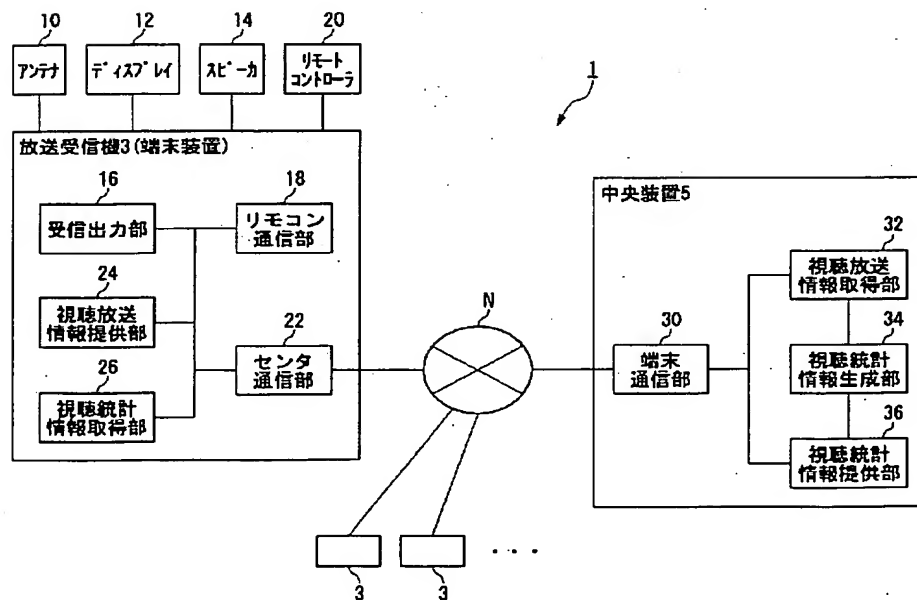 10
12
14
20
アンテナ
ディスプレイ
スピーカ
リモート
コントローラ
1
放送受信機3(端末装置)
16
受信出力部
18
リモコン
通信部
24
視聴放送
情報提供部
22
センタ
通信部
26
視聴統計
情報取得部
N
中央装置5
30
端末
通信部
32
視聴放送
情報取得部
34
視聴統計
情報生成部
36
視聴統計
情報提供部
3
3
・・・